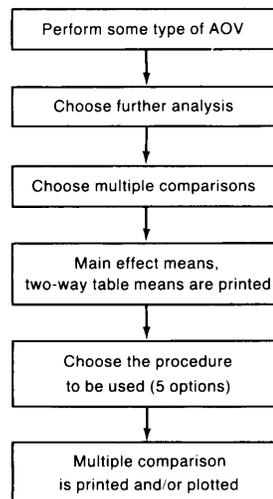 Perform some type of AOV
Choose further analysis
Choose multiple comparisons
Main effect means,
two-way table means are printed
Choose the procedure
to be used (5 options)
Multiple comparison
is printed and/or plotted